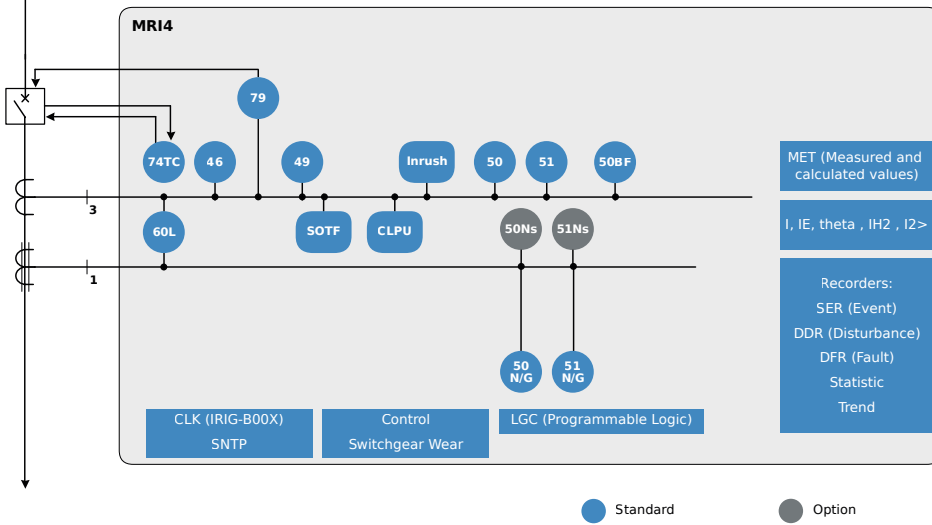 MRI4
79
74TC
46
49
Inrush
50
51
50BF
MET (Measured and
calculated values)
3
60L
SOTF
CLPU
50Ns
51Ns
I, IE, theta , IH2 , I2>
1
Recorders:
SER (Event)
DDR (Disturbance)
DFR (Fault)
Statistic
Trend
50
N/G
51
N/G
CLK (IRIG-B00X)
SNTP
Control
Switchgear Wear
LGC (Programmable Logic)
Standard
Option